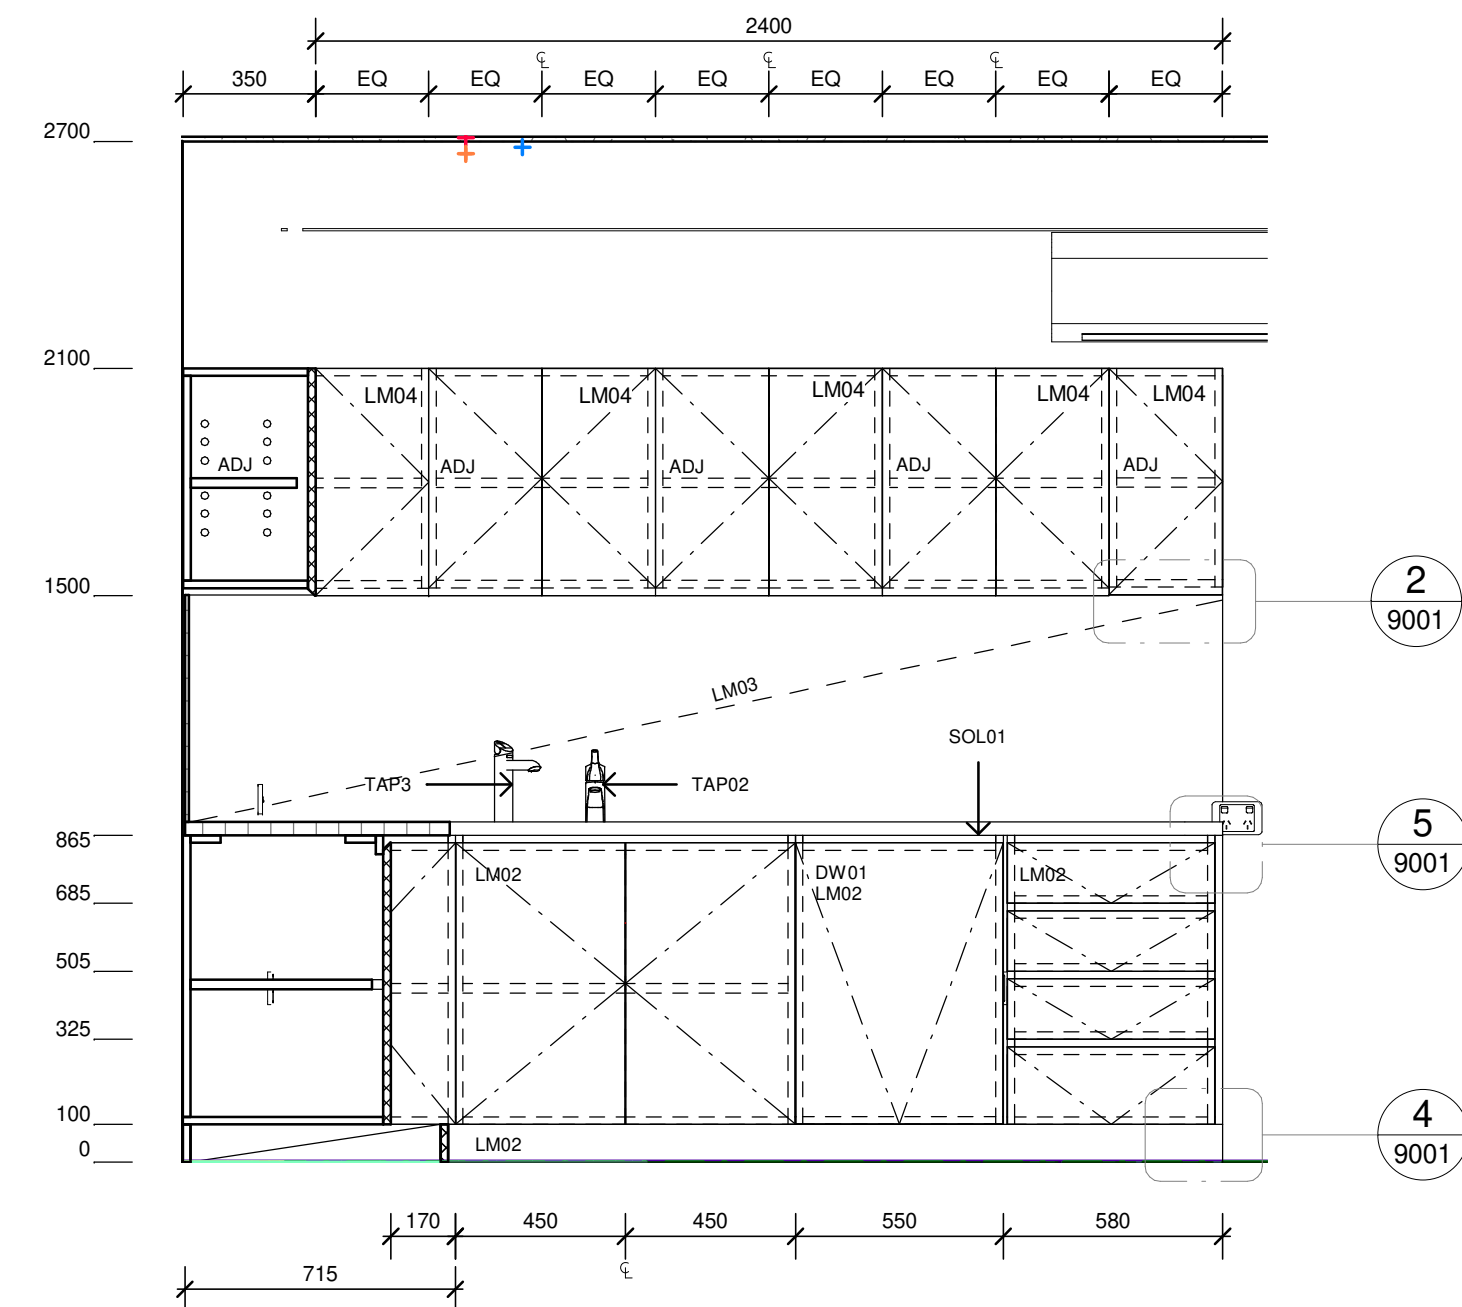 2400
℄ ℄ ℄
350 EQ EQ EQ EQ EQ EQ EQ EQ
2700
2100
LM04 LM04 LM04 LM04 LM04
ADJ ADJ ADJ ADJ ADJ
1500
2
9001
LM03
SOL01
TAP3 TAP02
865
5
9001
LM02 DW01 LM02
LM02
685
505
325
100
0
LM02
4
9001
170 450 450 550 580
℄
715